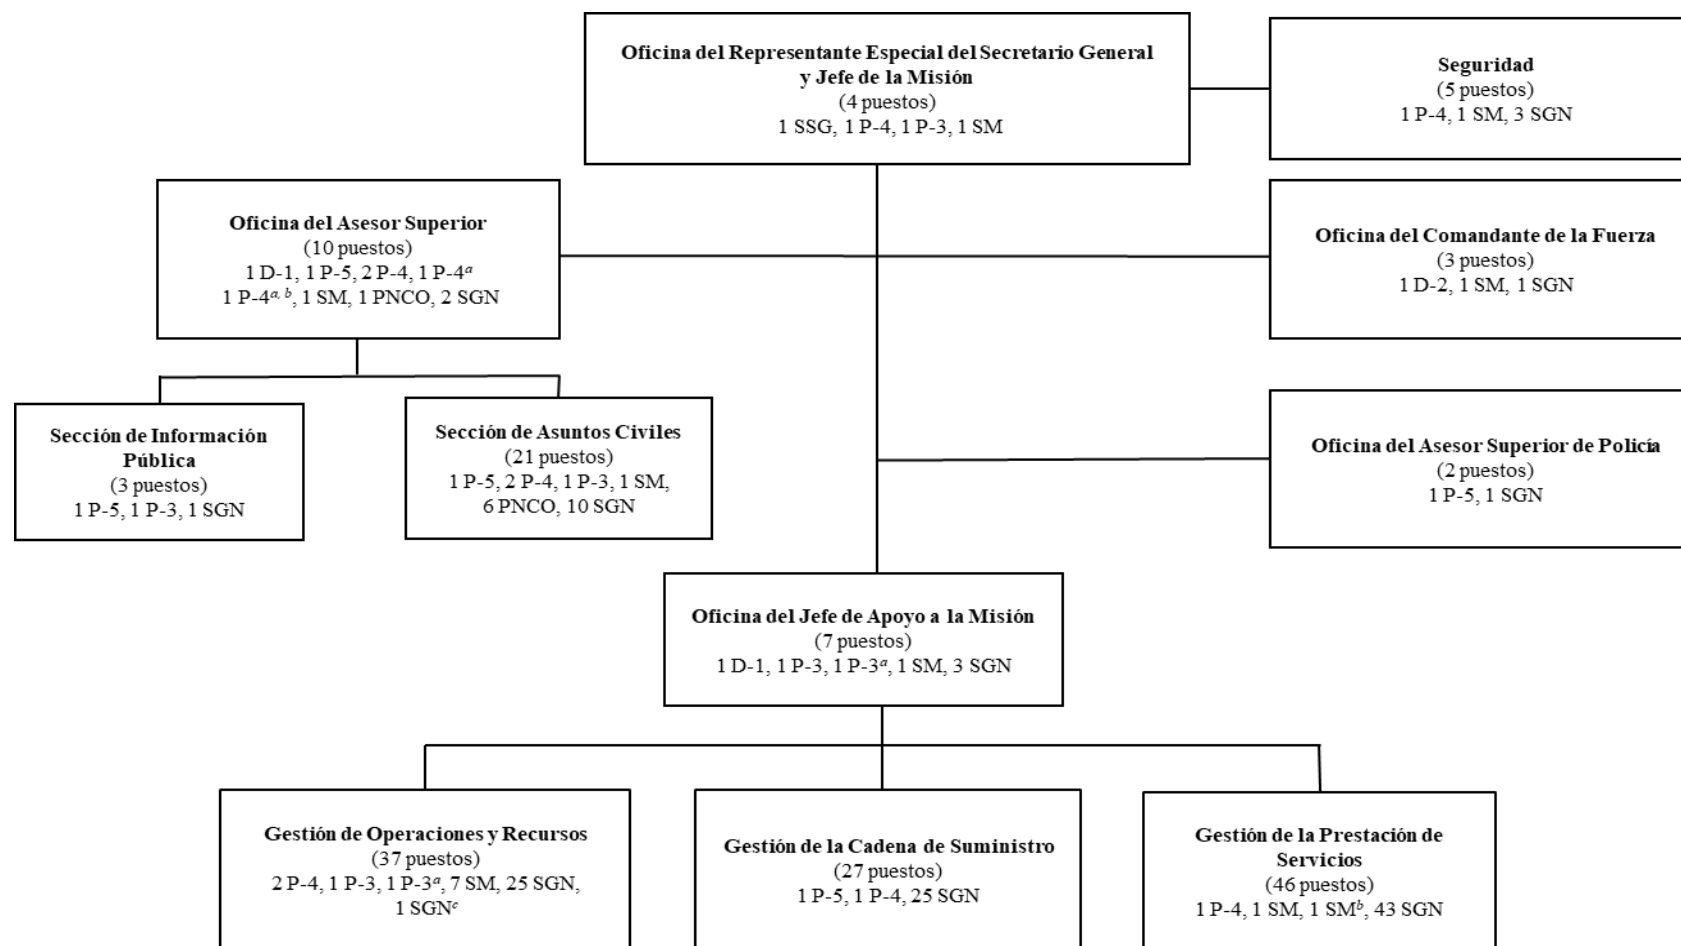 Oficina del Representante Especial del Secretario General
y Jefe de la Misión
(4 puestos)
1 SSG, 1 P-4, 1 P-3, 1 SM
Seguridad
(5 puestos)
1 P-4, 1 SM, 3 SGN
Oficina del Asesor Superior
(10 puestos)
1 D-1, 1 P-5, 2 P-4, 1 P-4ᵃ
1 P-4ᵃ, ᵇ, 1 SM, 1 PNCO, 2 SGN
Oficina del Comandante de la Fuerza
(3 puestos)
1 D-2, 1 SM, 1 SGN
Sección de Información
Pública
(3 puestos)
1 P-5, 1 P-3, 1 SGN
Sección de Asuntos Civiles
(21 puestos)
1 P-5, 2 P-4, 1 P-3, 1 SM,
6 PNCO, 10 SGN
Oficina del Asesor Superior de Policía
(2 puestos)
1 P-5, 1 SGN
Oficina del Jefe de Apoyo a la Misión
(7 puestos)
1 D-1, 1 P-3, 1 P-3ᵃ, 1 SM, 3 SGN
Gestión de Operaciones y Recursos
(37 puestos)
2 P-4, 1 P-3, 1 P-3ᵃ, 7 SM, 25 SGN,
1 SGNᶜ
Gestión de la Cadena de Suministro
(27 puestos)
1 P-5, 1 P-4, 25 SGN
Gestión de la Prestación de
Servicios
(46 puestos)
1 P-4, 1 SM, 1 SMᵇ, 43 SGN